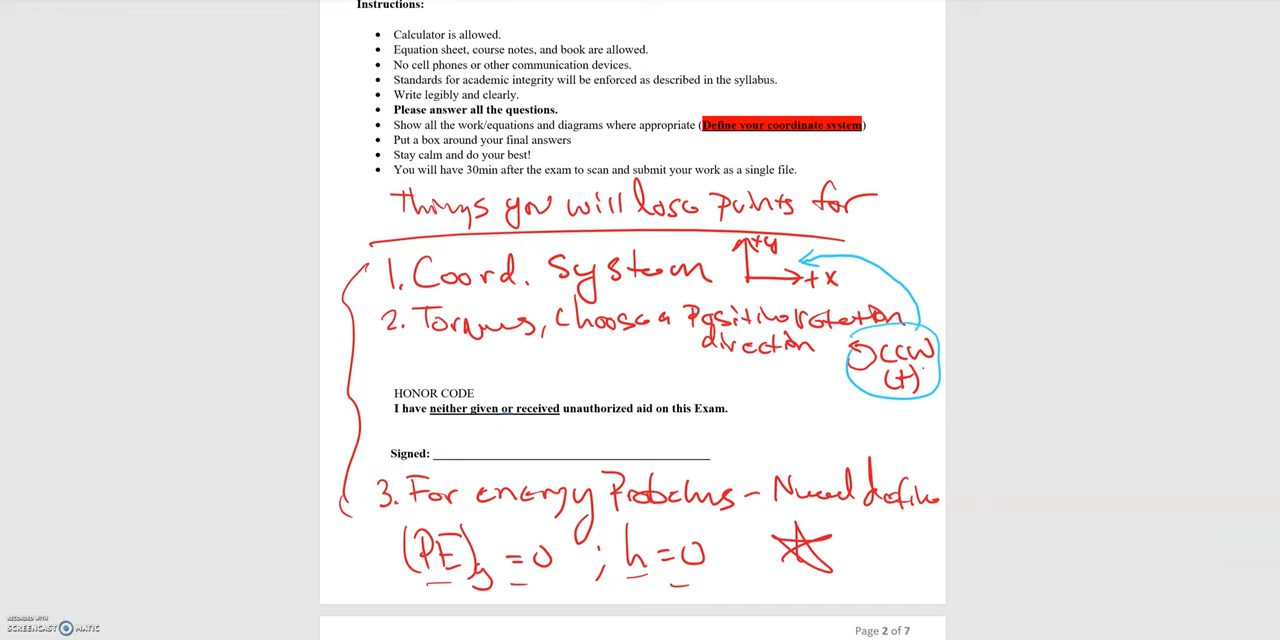 Instructions:
• Calculator is allowed.
• Equation sheet, course notes, and book are allowed.
• No cell phones or other communication devices.
• Standards for academic integrity will be enforced as described in the syllabus.
• Write legibly and clearly.
• Please answer all the questions.
• Show all the work/equations and diagrams where appropriate (Define your coordinate system)
• Put a box around your final answers
• Stay calm and do your best!
• You will have 30min after the exam to scan and submit your work as a single file.
Things you will lose points for
+y
1. Coord. System
+x
2. Torques, Choose a Positive rotation
direction
CCW
(+)
HONOR CODE
I have neither given or received unauthorized aid on this Exam.
Signed:
3. For energy Problems - Need define
(PE)g = 0 ; h = 0
RECORDED WITH
SCREENCAST MATIC
Page 2 of 7